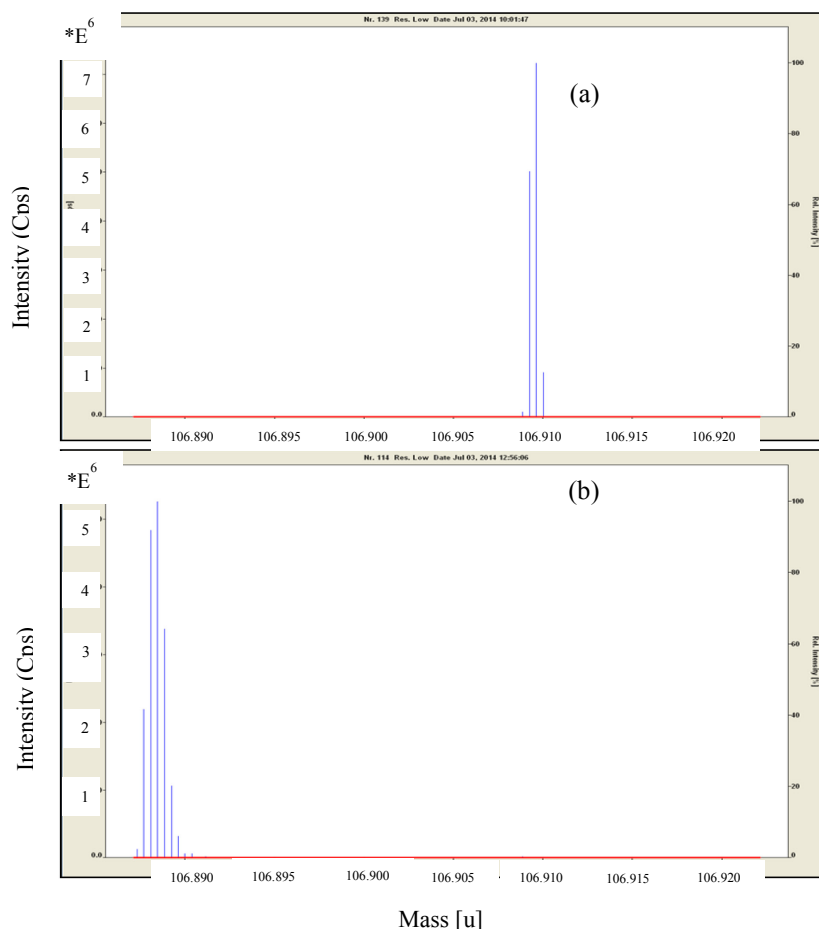 Nr. 139 Res. Low Date Jul 03, 2014 10:01:47
*E6
7
6
5
4
3
2
1
0.0
Intensity (Cps)
(a)
100
80
60
40
20
0
Rel. Intensity [%]
106.890 106.895 106.900 106.905 106.910 106.915 106.920
Nr. 114 Res. Low Date Jul 03, 2014 12:56:06
*E6
5
4
3
2
1
0.0
Intensity (Cps)
(b)
100
80
60
40
20
0
Rel. Intensity [%]
106.890 106.895 106.900 106.905 106.910 106.915 106.920
Mass [u]